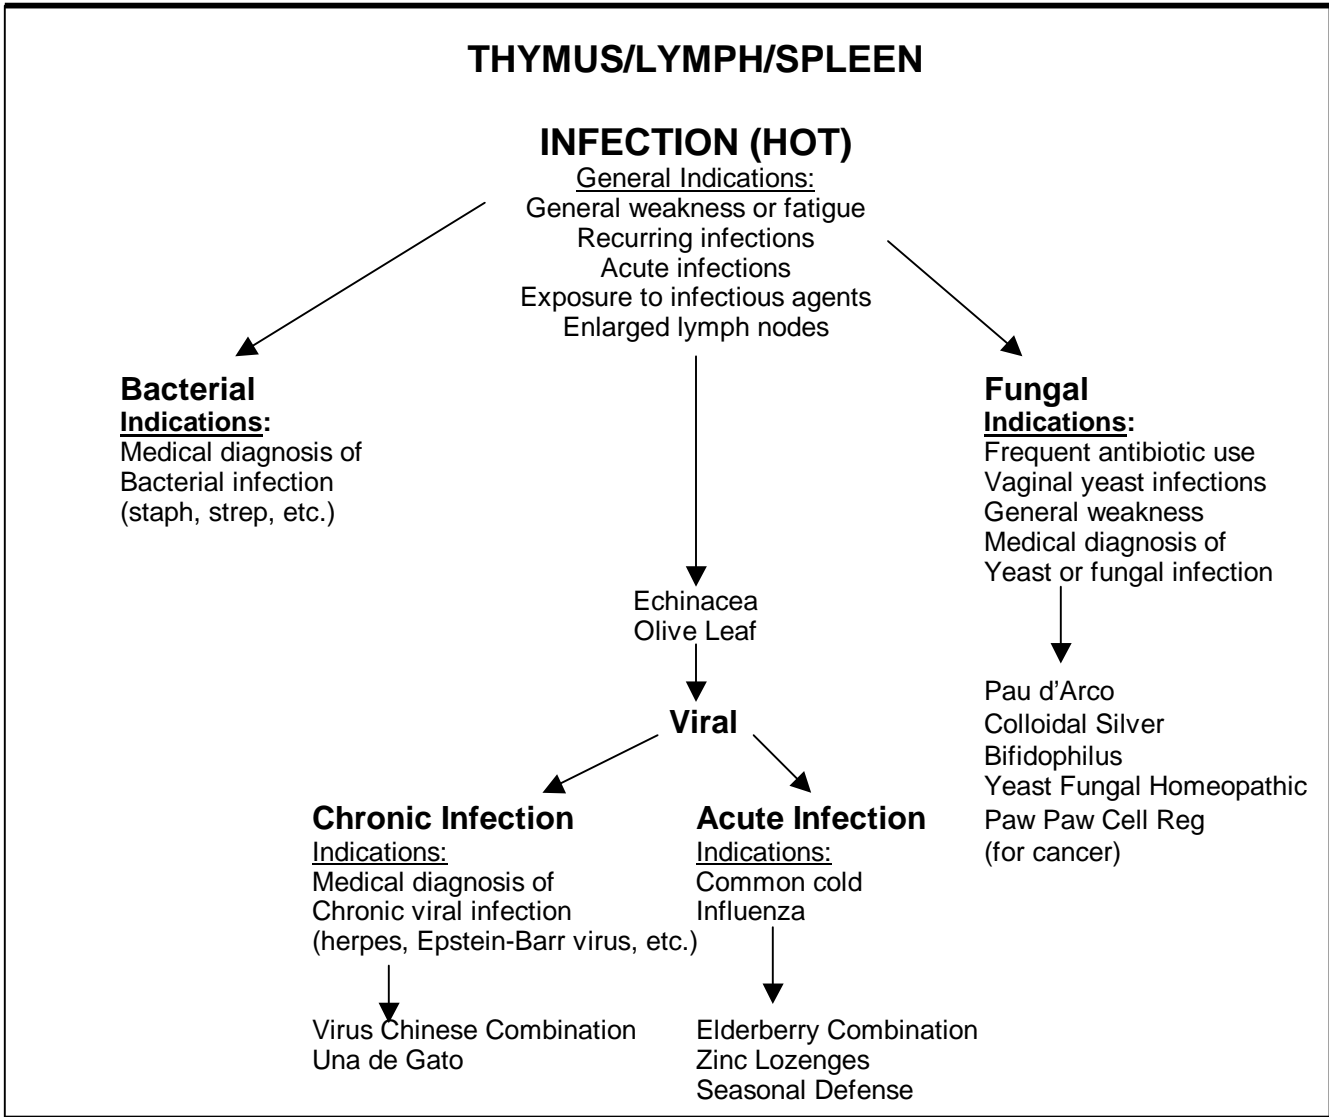 THYMUS/LYMPH/SPLEEN
INFECTION (HOT)
General Indications:
General weakness or fatigue
Recurring infections
Acute infections
Exposure to infectious agents
Enlarged lymph nodes
Bacterial
Indications:
Medical diagnosis of
Bacterial infection
(staph, strep, etc.)
Fungal
Indications:
Frequent antibiotic use
Vaginal yeast infections
General weakness
Medical diagnosis of
Yeast or fungal infection
Echinacea
Olive Leaf
Pau d’Arco
Colloidal Silver
Bifidophilus
Yeast Fungal Homeopathic
Paw Paw Cell Reg
(for cancer)
Viral
Chronic Infection
Indications:
Medical diagnosis of
Chronic viral infection
(herpes, Epstein-Barr virus, etc.)
Virus Chinese Combination
Una de Gato
Acute Infection
Indications:
Common cold
Influenza
Elderberry Combination
Zinc Lozenges
Seasonal Defense